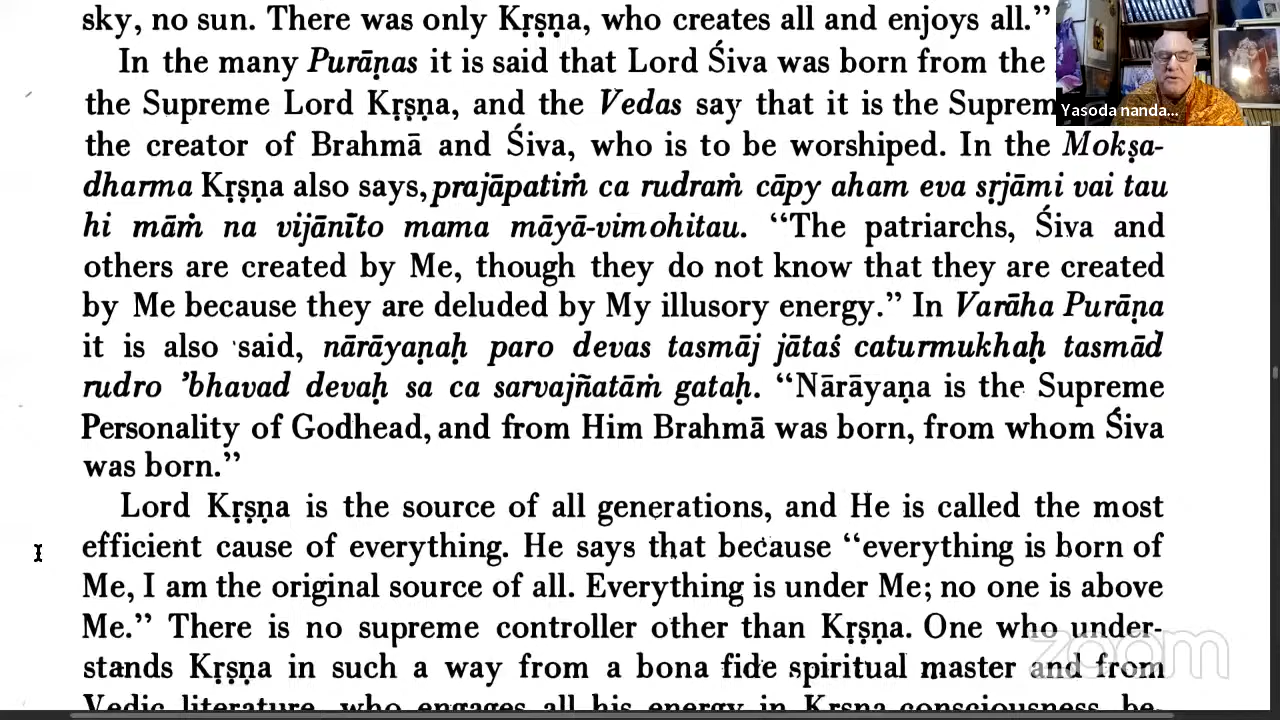 sky, no sun. There was only Kṛṣṇa, who creates all and enjoys all.”
In the many Purāṇas it is said that Lord Śiva was born from the
the Supreme Lord Kṛṣṇa, and the Vedas say that it is the Suprem
the creator of Brahmā and Śiva, who is to be worshiped. In the Mokṣa-
dharma Kṛṣṇa also says, prajāpatiṁ ca rudraṁ cāpy aham eva sṛjāmi vai tau
hi māṁ na vijānīto mama māyā-vimohitau. “The patriarchs, Śiva and
others are created by Me, though they do not know that they are created
by Me because they are deluded by My illusory energy.” In Varāha Purāṇa
it is also said, nārāyaṇaḥ paro devas tasmāj jātaś caturmukhaḥ tasmād
rudro ’bhavad devaḥ sa ca sarvajñatāṁ gataḥ. “Nārāyaṇa is the Supreme
Personality of Godhead, and from Him Brahmā was born, from whom Śiva
was born.”
Lord Kṛṣṇa is the source of all generations, and He is called the most
efficient cause of everything. He says that because “everything is born of
Me, I am the original source of all. Everything is under Me; no one is above
Me.” There is no supreme controller other than Kṛṣṇa. One who under-
stands Kṛṣṇa in such a way from a bona fide spiritual master and from
Vedic literature, who engages all his energy in Kṛṣṇa consciousness, be-
Yasoda nanda...
zoom